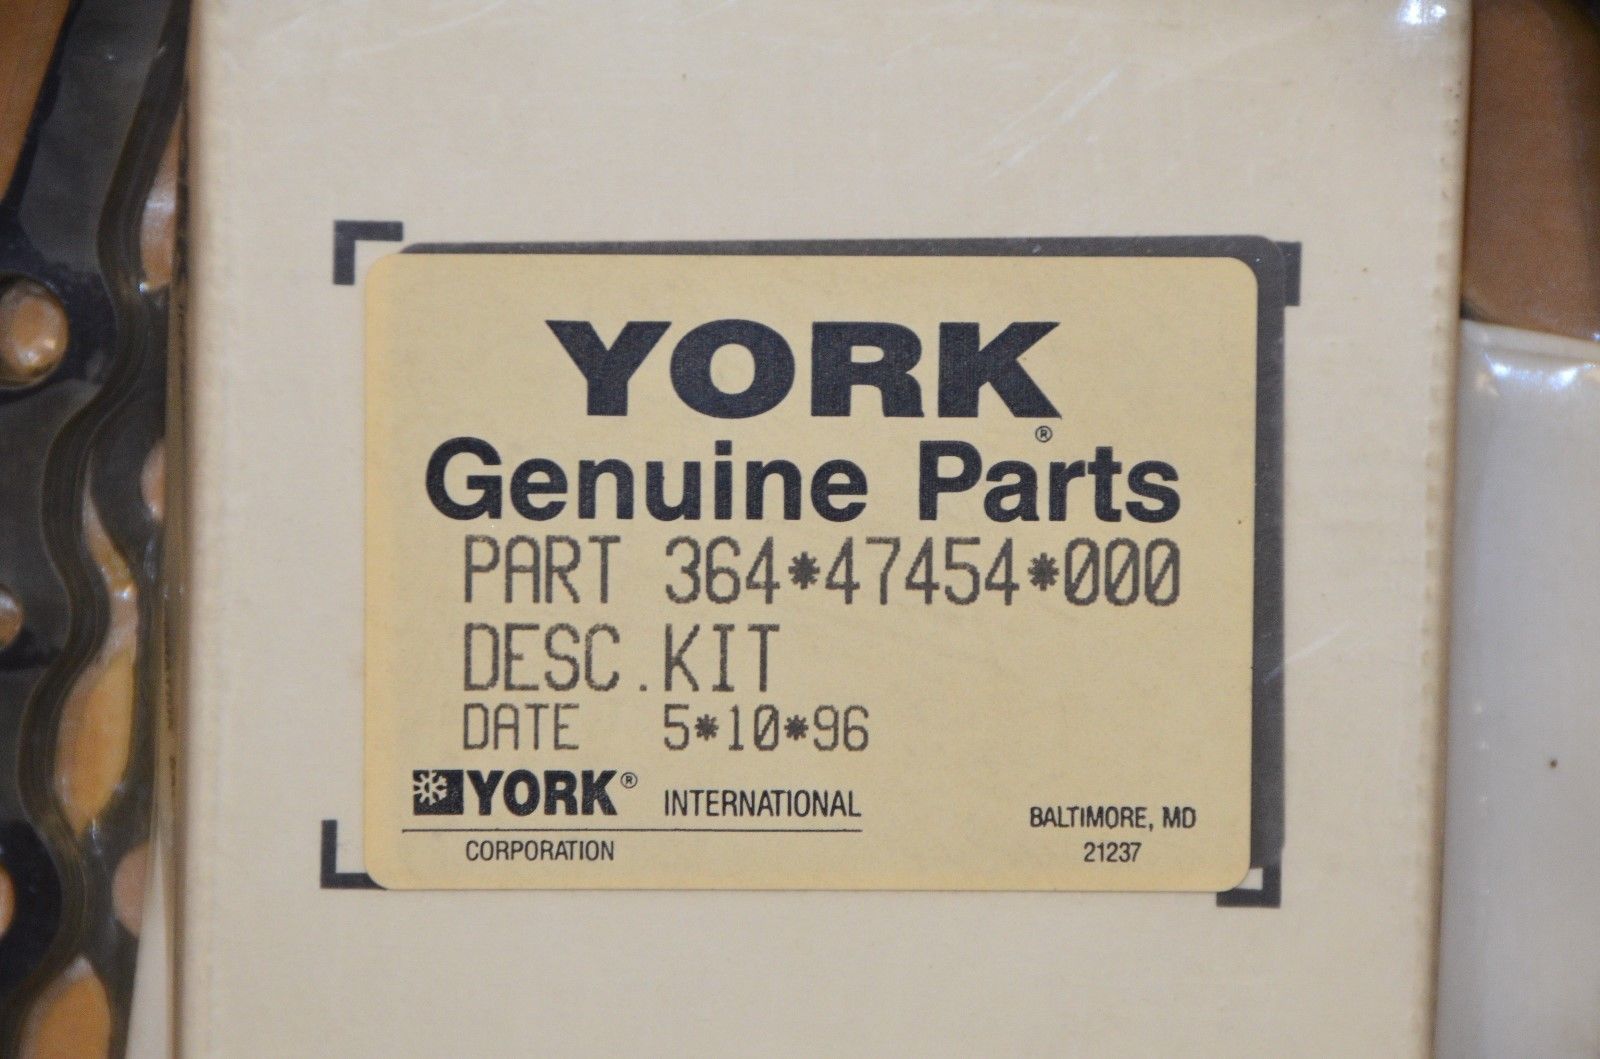 YORK®
Genuine Parts
PART 364*47454*000
DESC.KIT
DATE 5*10*96
YORK® INTERNATIONAL
CORPORATION
BALTIMORE, MD
21237